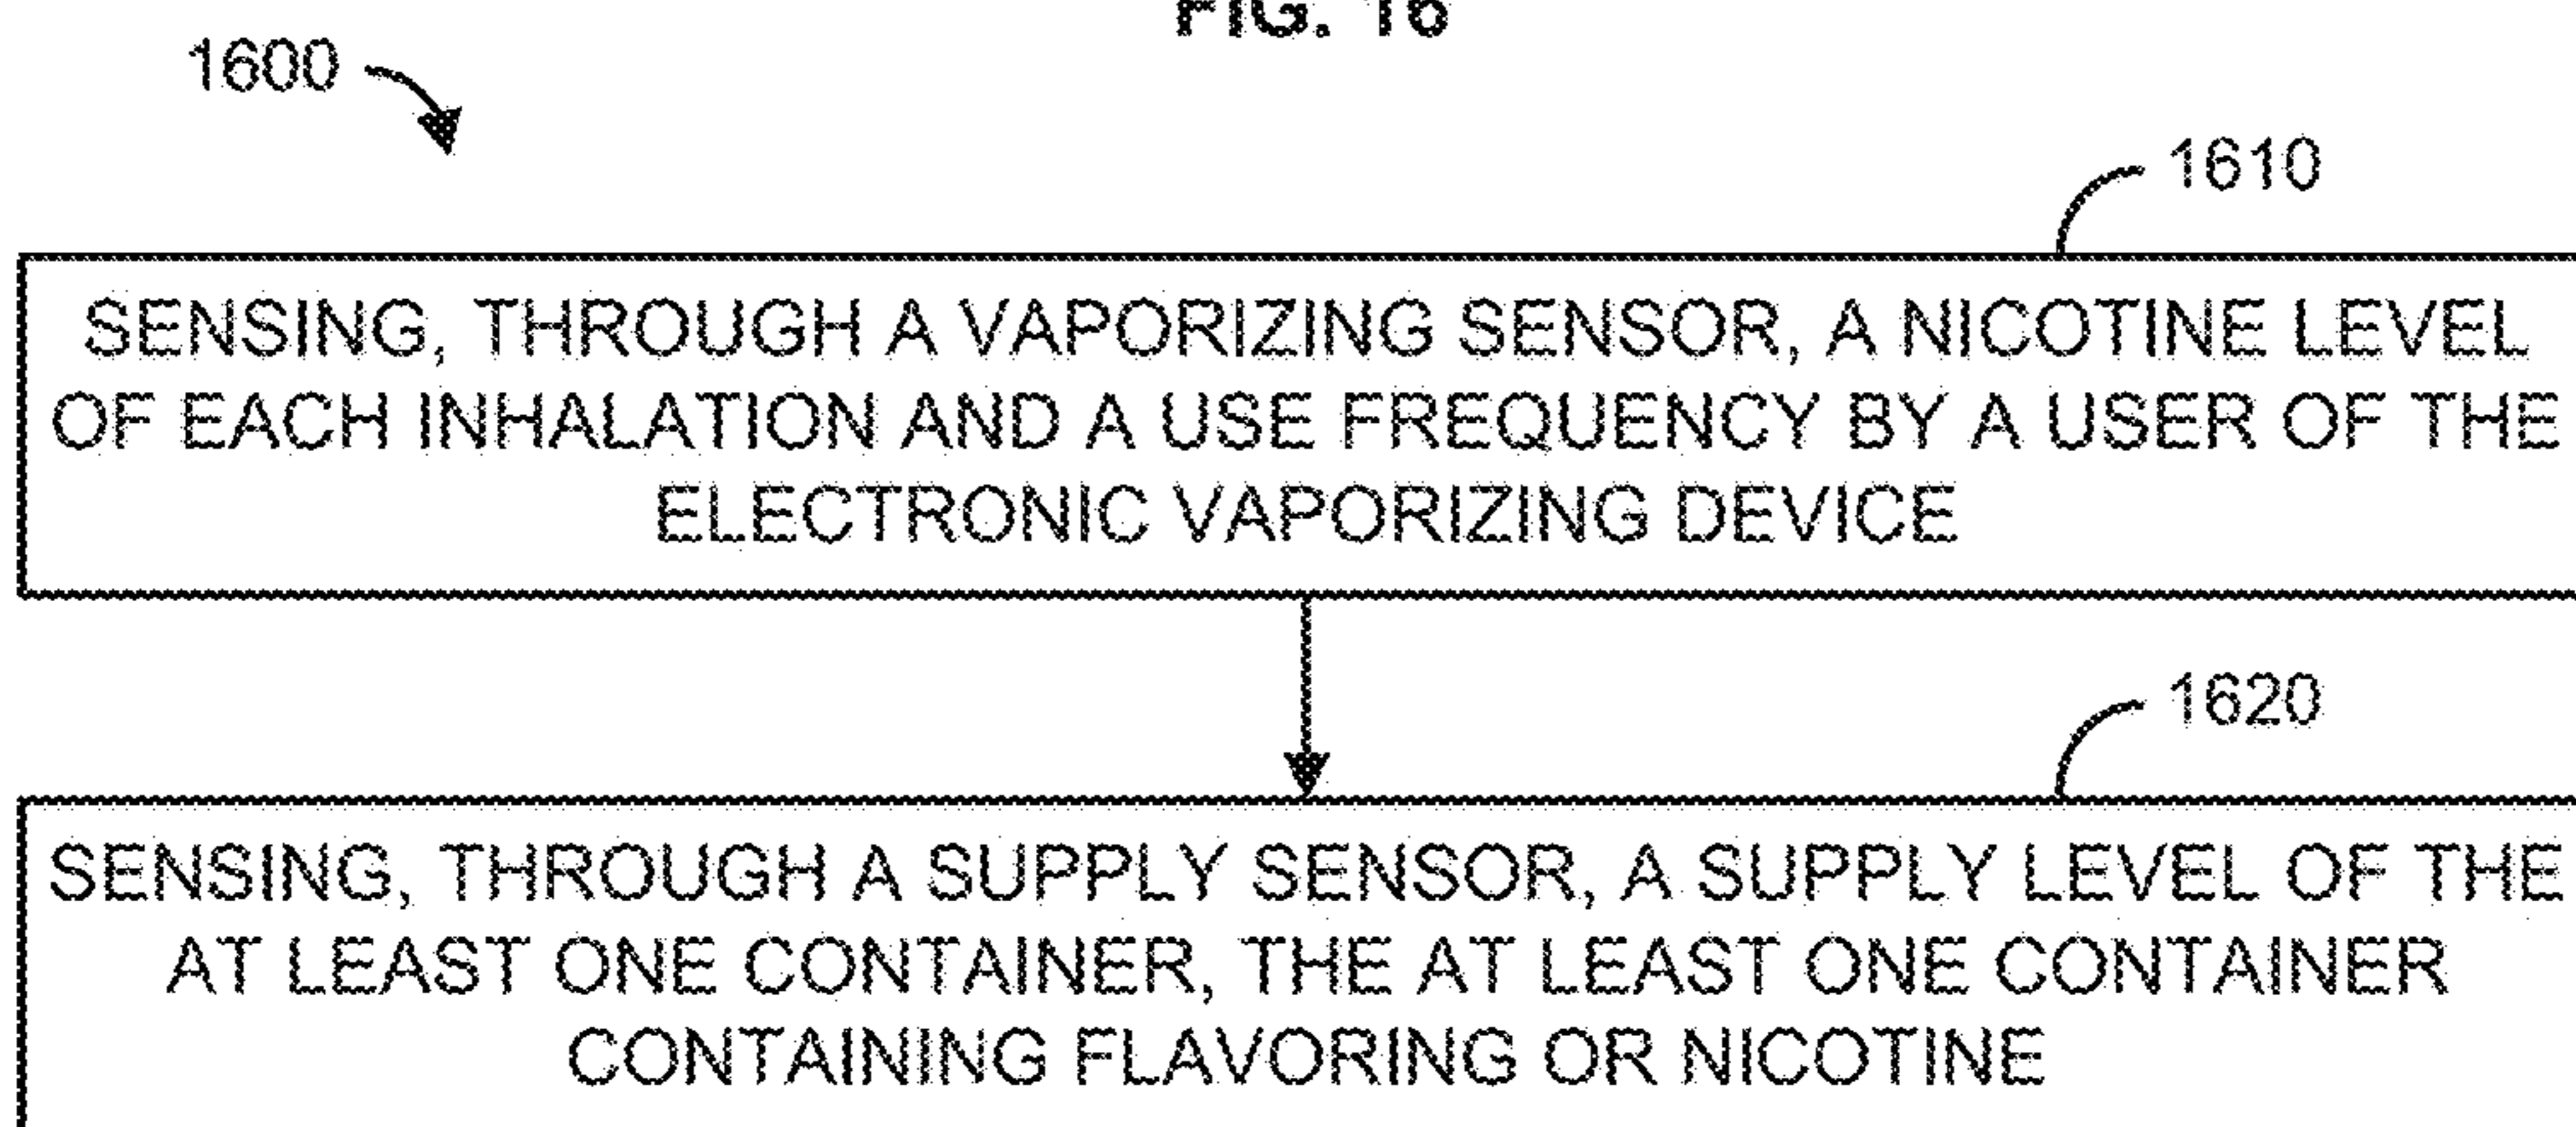 FIG. 16
1600
1610
SENSING, THROUGH A VAPORIZING SENSOR, A NICOTINE LEVEL
OF EACH INHALATION AND A USE FREQUENCY BY A USER OF THE
ELECTRONIC VAPORIZING DEVICE
1620
SENSING, THROUGH A SUPPLY SENSOR, A SUPPLY LEVEL OF THE
AT LEAST ONE CONTAINER, THE AT LEAST ONE CONTAINER
CONTAINING FLAVORING OR NICOTINE